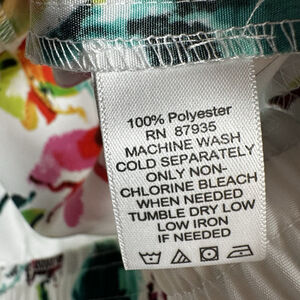 100% Polyester
RN 87935
MACHINE WASH
COLD SEPARATELY
ONLY NON-
CHLORINE BLEACH
WHEN NEEDED
TUMBLE DRY LOW
LOW IRON
IF NEEDED